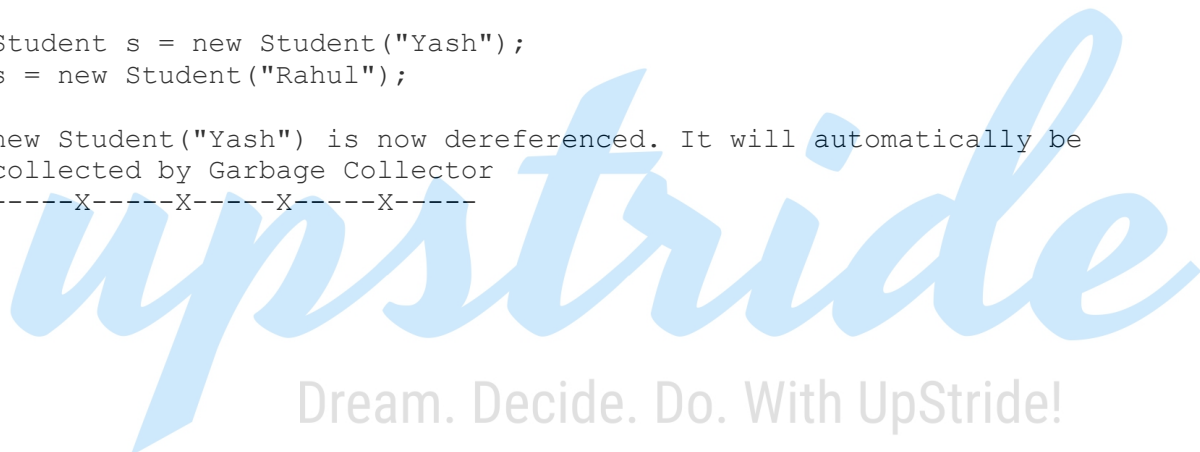 Student s = new Student("Yash");
s = new Student("Rahul");
new Student("Yash") is now dereferenced. It will automatically be
collected by Garbage Collector
-----X-----X-----X-----X-----
upstride
Dream. Decide. Do. With UpStride!